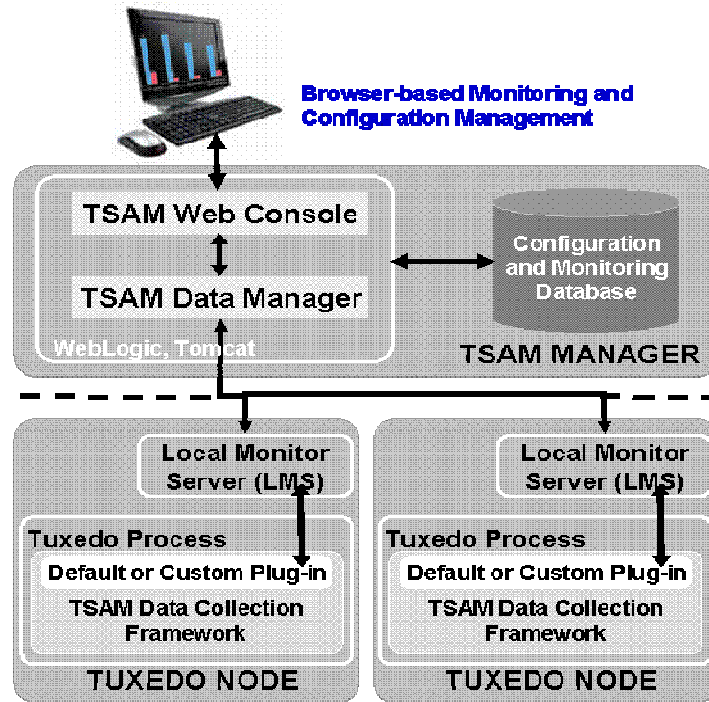 Browser-based Monitoring and
Configuration Management
TSAM Web Console
TSAM Data Manager
WebLogic, Tomcat
Configuration
and Monitoring
Database
TSAM MANAGER
Local Monitor
Server (LMS)
Tuxedo Process
Default or Custom Plug-in
TSAM Data Collection
Framework
TUXEDO NODE
Local Monitor
Server (LMS)
Tuxedo Process
Default or Custom Plug-in
TSAM Data Collection
Framework
TUXEDO NODE